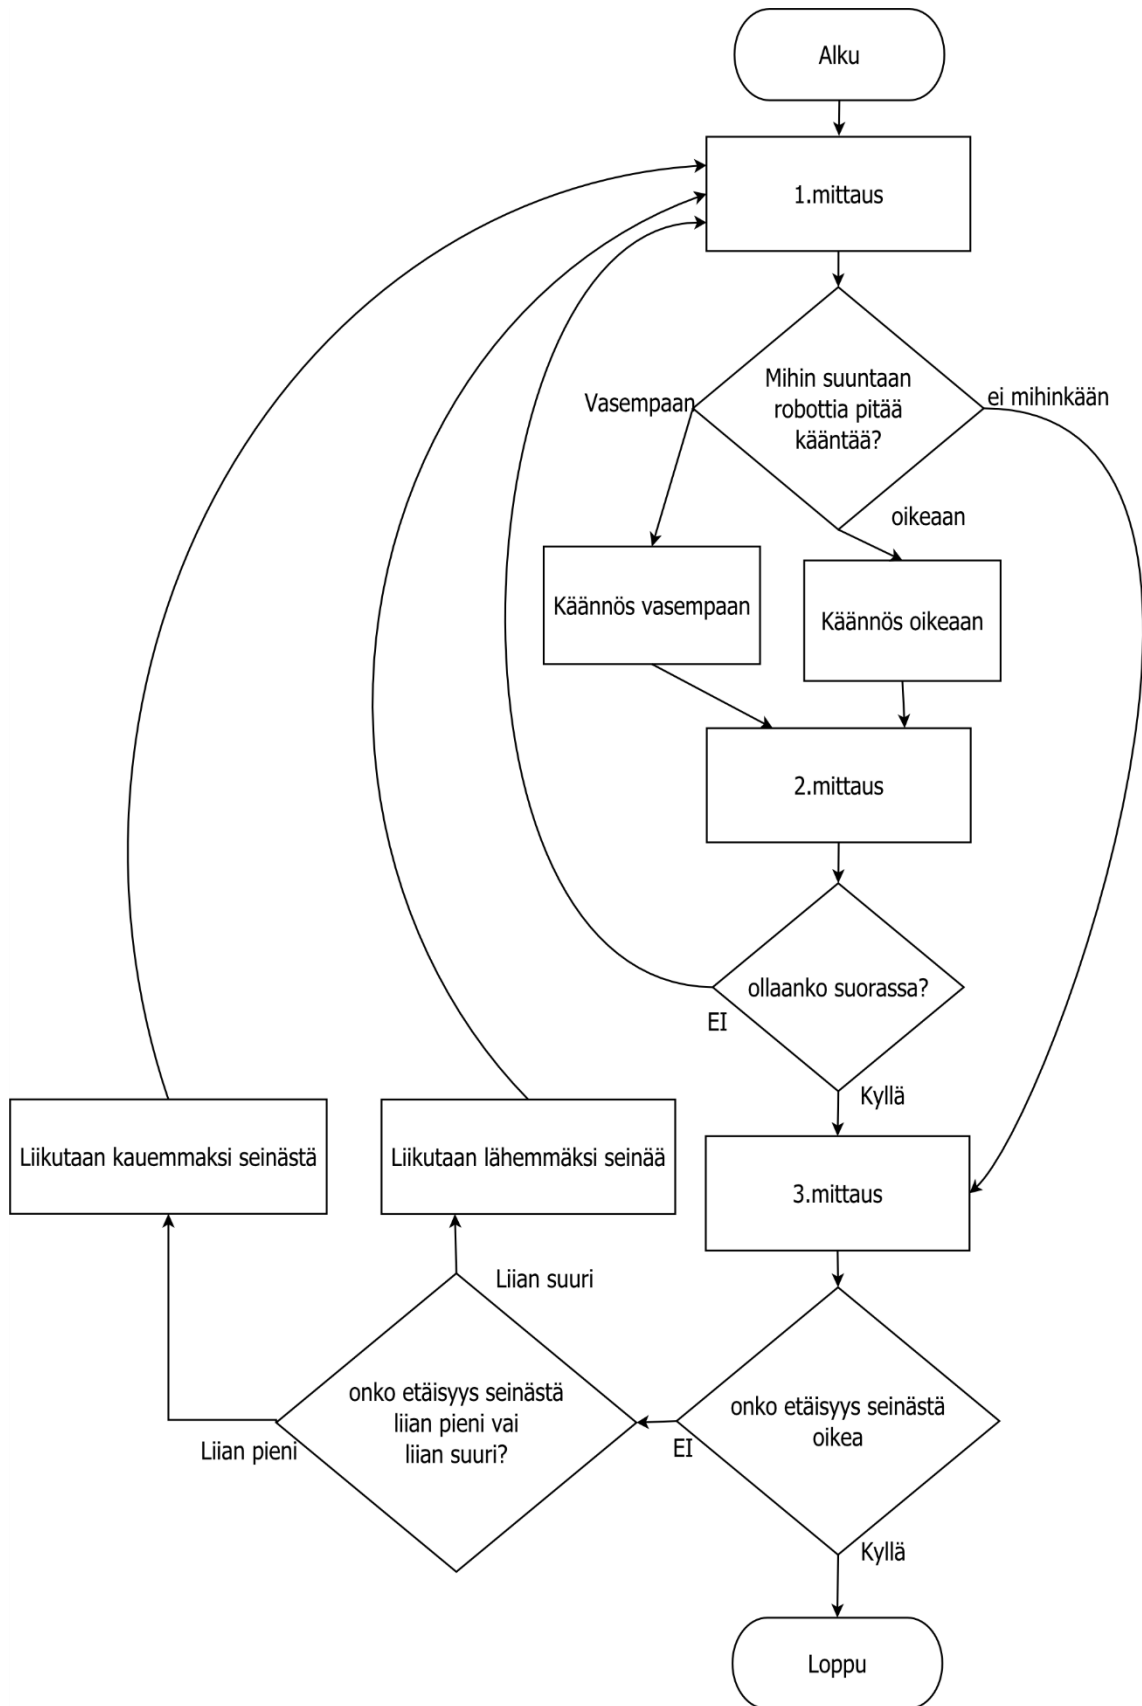 Alku
1.mittaus
Mihin suuntaan
robottia pitää
kääntää?
Vasempaan
ei mihinkään
oikeaan
Käännös vasempaan
Käännös oikeaan
2.mittaus
ollaanko suorassa?
EI
Kyllä
Liikutaan kauemmaksi seinästä
Liikutaan lähemmäksi seinää
3.mittaus
Liian suuri
onko etäisyys seinästä
liian pieni vai
liian suuri?
Liian pieni
onko etäisyys seinästä
oikea
EI
Kyllä
Loppu